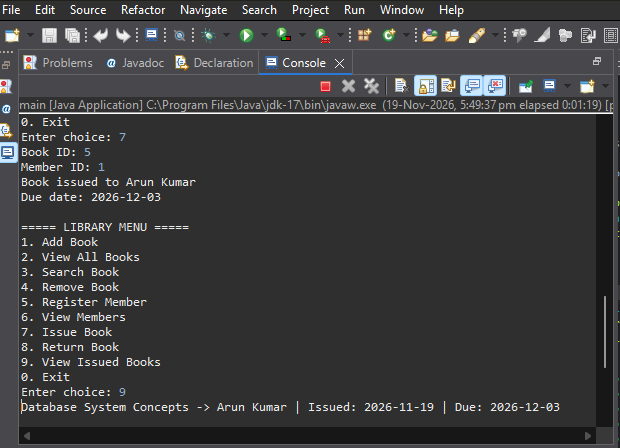 File Edit Source Refactor Navigate Search Project Run Window Help
Problems @ Javadoc Declaration Console
main [Java Application] C:\Program Files\Java\jdk-17\bin\javaw.exe (19-Nov-2026, 5:49:37 pm elapsed 0:01:19) [p
0. Exit
Enter choice: 7
Book ID: 5
Member ID: 1
Book issued to Arun Kumar
Due date: 2026-12-03
===== LIBRARY MENU =====
1. Add Book
2. View All Books
3. Search Book
4. Remove Book
5. Register Member
6. View Members
7. Issue Book
8. Return Book
9. View Issued Books
0. Exit
Enter choice: 9
Database System Concepts -> Arun Kumar | Issued: 2026-11-19 | Due: 2026-12-03